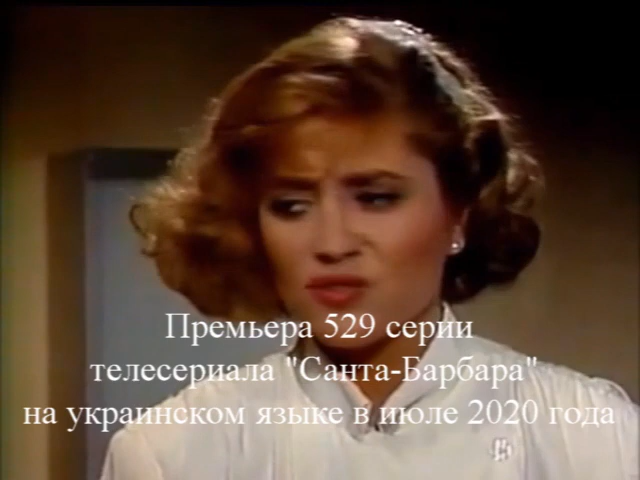 Премьера 529 серии
телесериала "Санта-Барбара"
на украинском языке в июле 2020 года